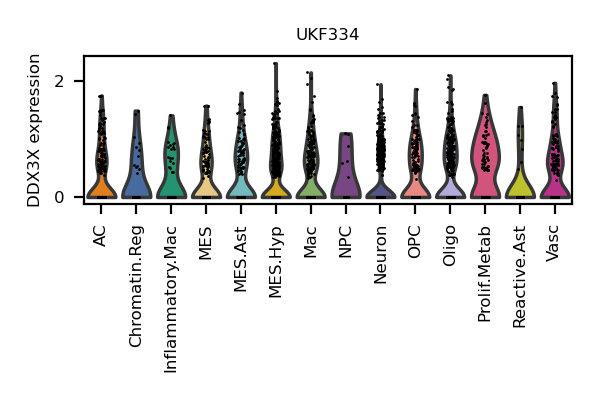 UKF334
DDX3X expression
2
0
AC
Chromatin.Reg
Inflammatory.Mac
MES
MES.Ast
MES.Hyp
Mac
NPC
Neuron
OPC
Oligo
Prolif.Metab
Reactive.Ast
Vasc